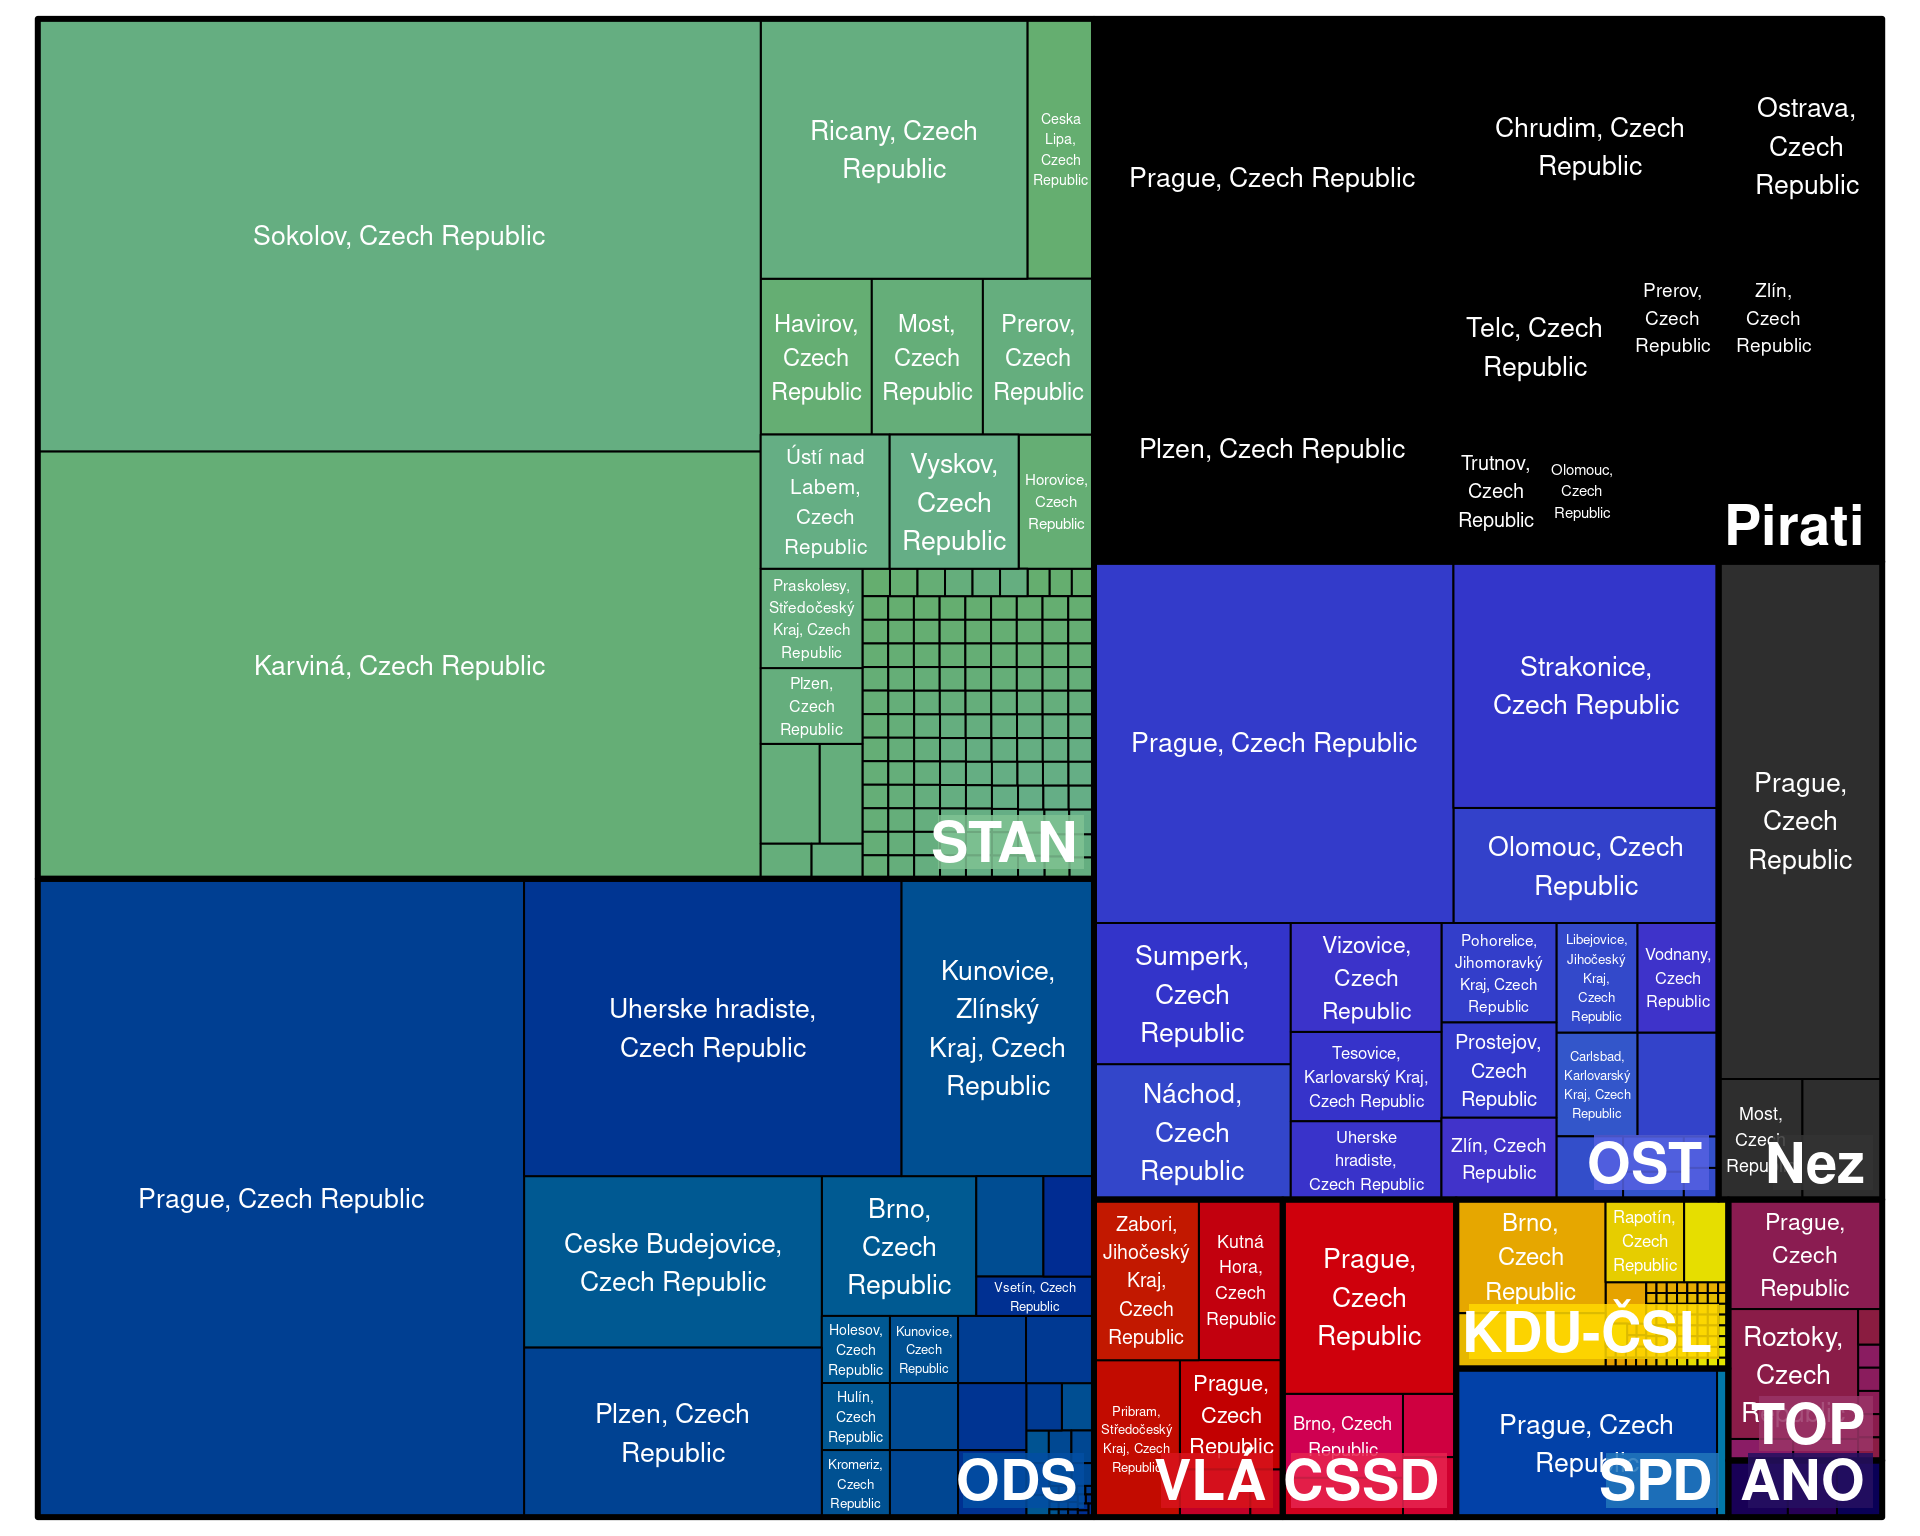 Sokolov, Czech Republic
Karviná, Czech Republic
Ricany, Czech
Republic
Ceska
Lipa,
Czech
Republic
Havirov,
Czech
Republic
Most,
Czech
Republic
Prerov,
Czech
Republic
Ústí nad
Labem,
Czech
Republic
Vyskov,
Czech
Republic
Horovice,
Czech
Republic
Praskolesy,
Středočeský
Kraj, Czech
Republic
Plzen,
Czech
Republic
STAN
Prague, Czech Republic
Plzen, Czech Republic
Chrudim, Czech
Republic
Ostrava,
Czech
Republic
Telc, Czech
Republic
Prerov,
Czech
Republic
Zlín,
Czech
Republic
Trutnov,
Czech
Republic
Olomouc,
Czech
Republic
Pirati
Prague, Czech Republic
Uherske hradiste,
Czech Republic
Kunovice,
Zlínský
Kraj, Czech
Republic
Ceske Budejovice,
Czech Republic
Plzen, Czech
Republic
Brno,
Czech
Republic
Vsetín, Czech
Republic
Holesov,
Czech
Republic
Kunovice,
Czech
Republic
Hulín,
Czech
Republic
Kromeriz,
Czech
Republic
ODS
Prague, Czech Republic
Strakonice,
Czech Republic
Olomouc, Czech
Republic
Sumperk,
Czech
Republic
Náchod,
Czech
Republic
Vizovice,
Czech
Republic
Tesovice,
Karlovarský Kraj,
Czech Republic
Uherske
hradiste,
Czech Republic
Pohorelice,
Jihomoravký
Kraj, Czech
Republic
Prostejov,
Czech
Republic
Zlín, Czech
Republic
Libejovice,
Jihočeský
Kraj,
Czech
Republic
Vodnany,
Czech
Republic
Carlsbad,
Karlovarský
Kraj, Czech
Republic
OST
Prague,
Czech
Republic
Most,
Czech
Republic
Nez
Zabori,
Jihočeský
Kraj,
Czech
Republic
Kutná
Hora,
Czech
Republic
Pribram,
Středočeský
Kraj, Czech
Republic
Prague,
Czech
Republic
VLÁ
Prague,
Czech
Republic
Brno, Czech
Republic
CSSD
Brno,
Czech
Republic
Rapotín,
Czech
Republic
KDU-ČSL
Prague, Czech
Republic
SPD
Prague,
Czech
Republic
Roztoky,
Czech
Republic
TOP
ANO